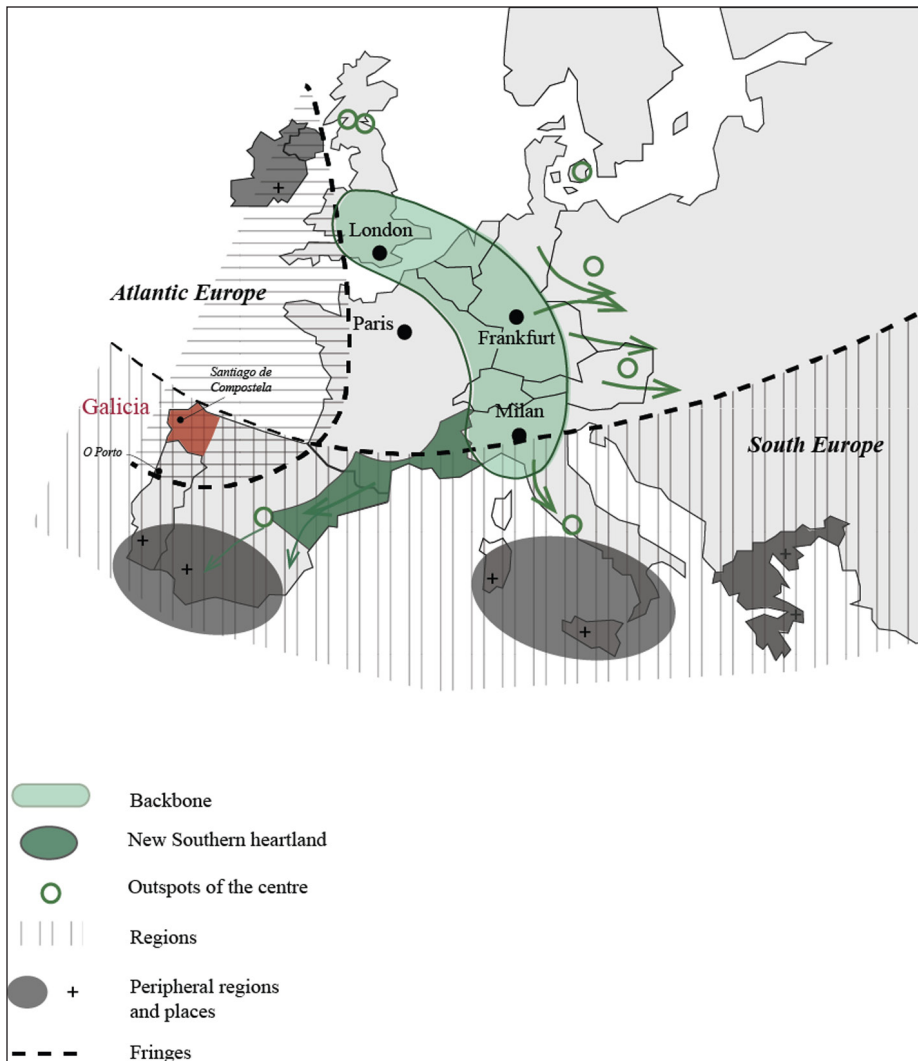 London
Atlantic Europe
Paris
Frankfurt
Santiago de
Compostela
Galicia
Milan
O Porto
South Europe
Backbone
New Southern heartland
Outspots of the centre
Regions
Peripheral regions
and places
Fringes